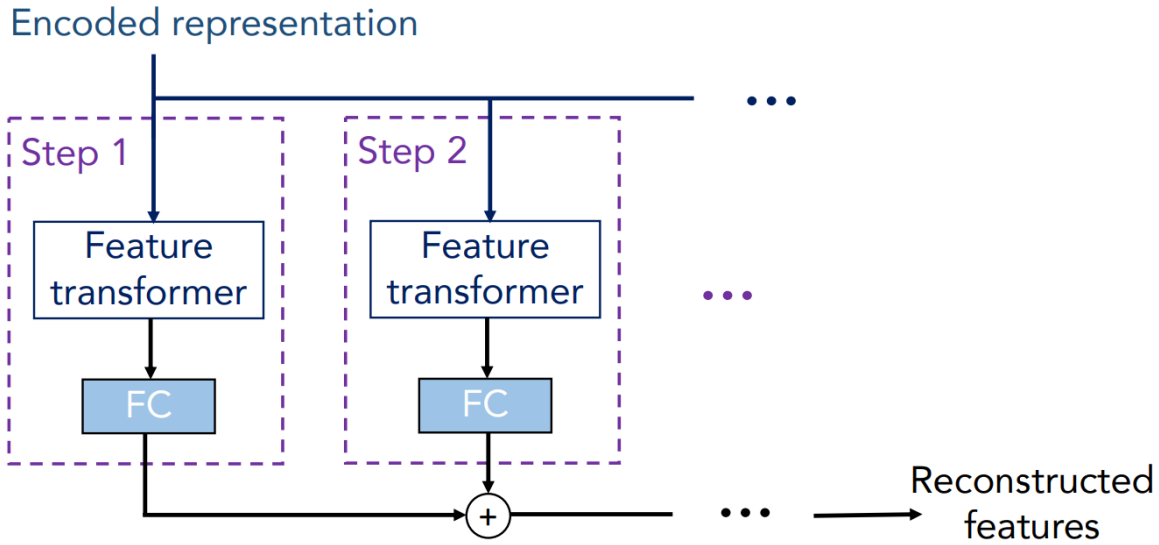 Encoded representation
Step 1
Step 2
Feature
transformer
Feature
transformer
FC
FC
+
Reconstructed
features